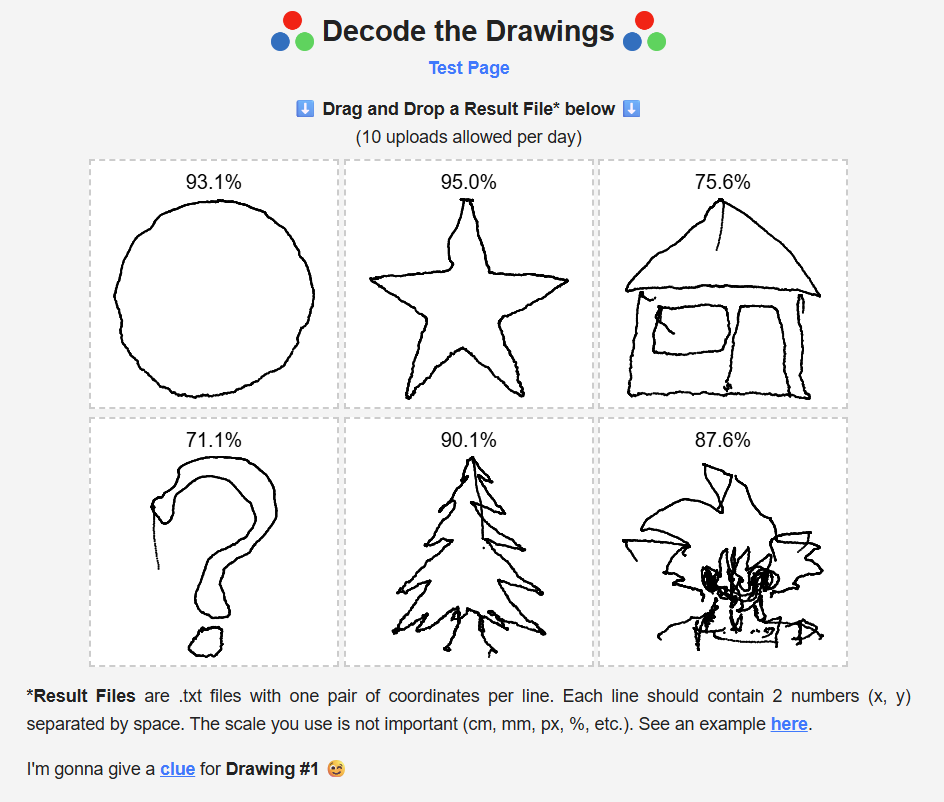 Decode the Drawings
Test Page
Drag and Drop a Result File* below
(10 uploads allowed per day)
93.1%
95.0%
75.6%
71.1%
90.1%
87.6%
*Result Files are .txt files with one pair of coordinates per line. Each line should contain 2 numbers (x, y)
separated by space. The scale you use is not important (cm, mm, px, %, etc.). See an example here.
I'm gonna give a clue for Drawing #1 😉